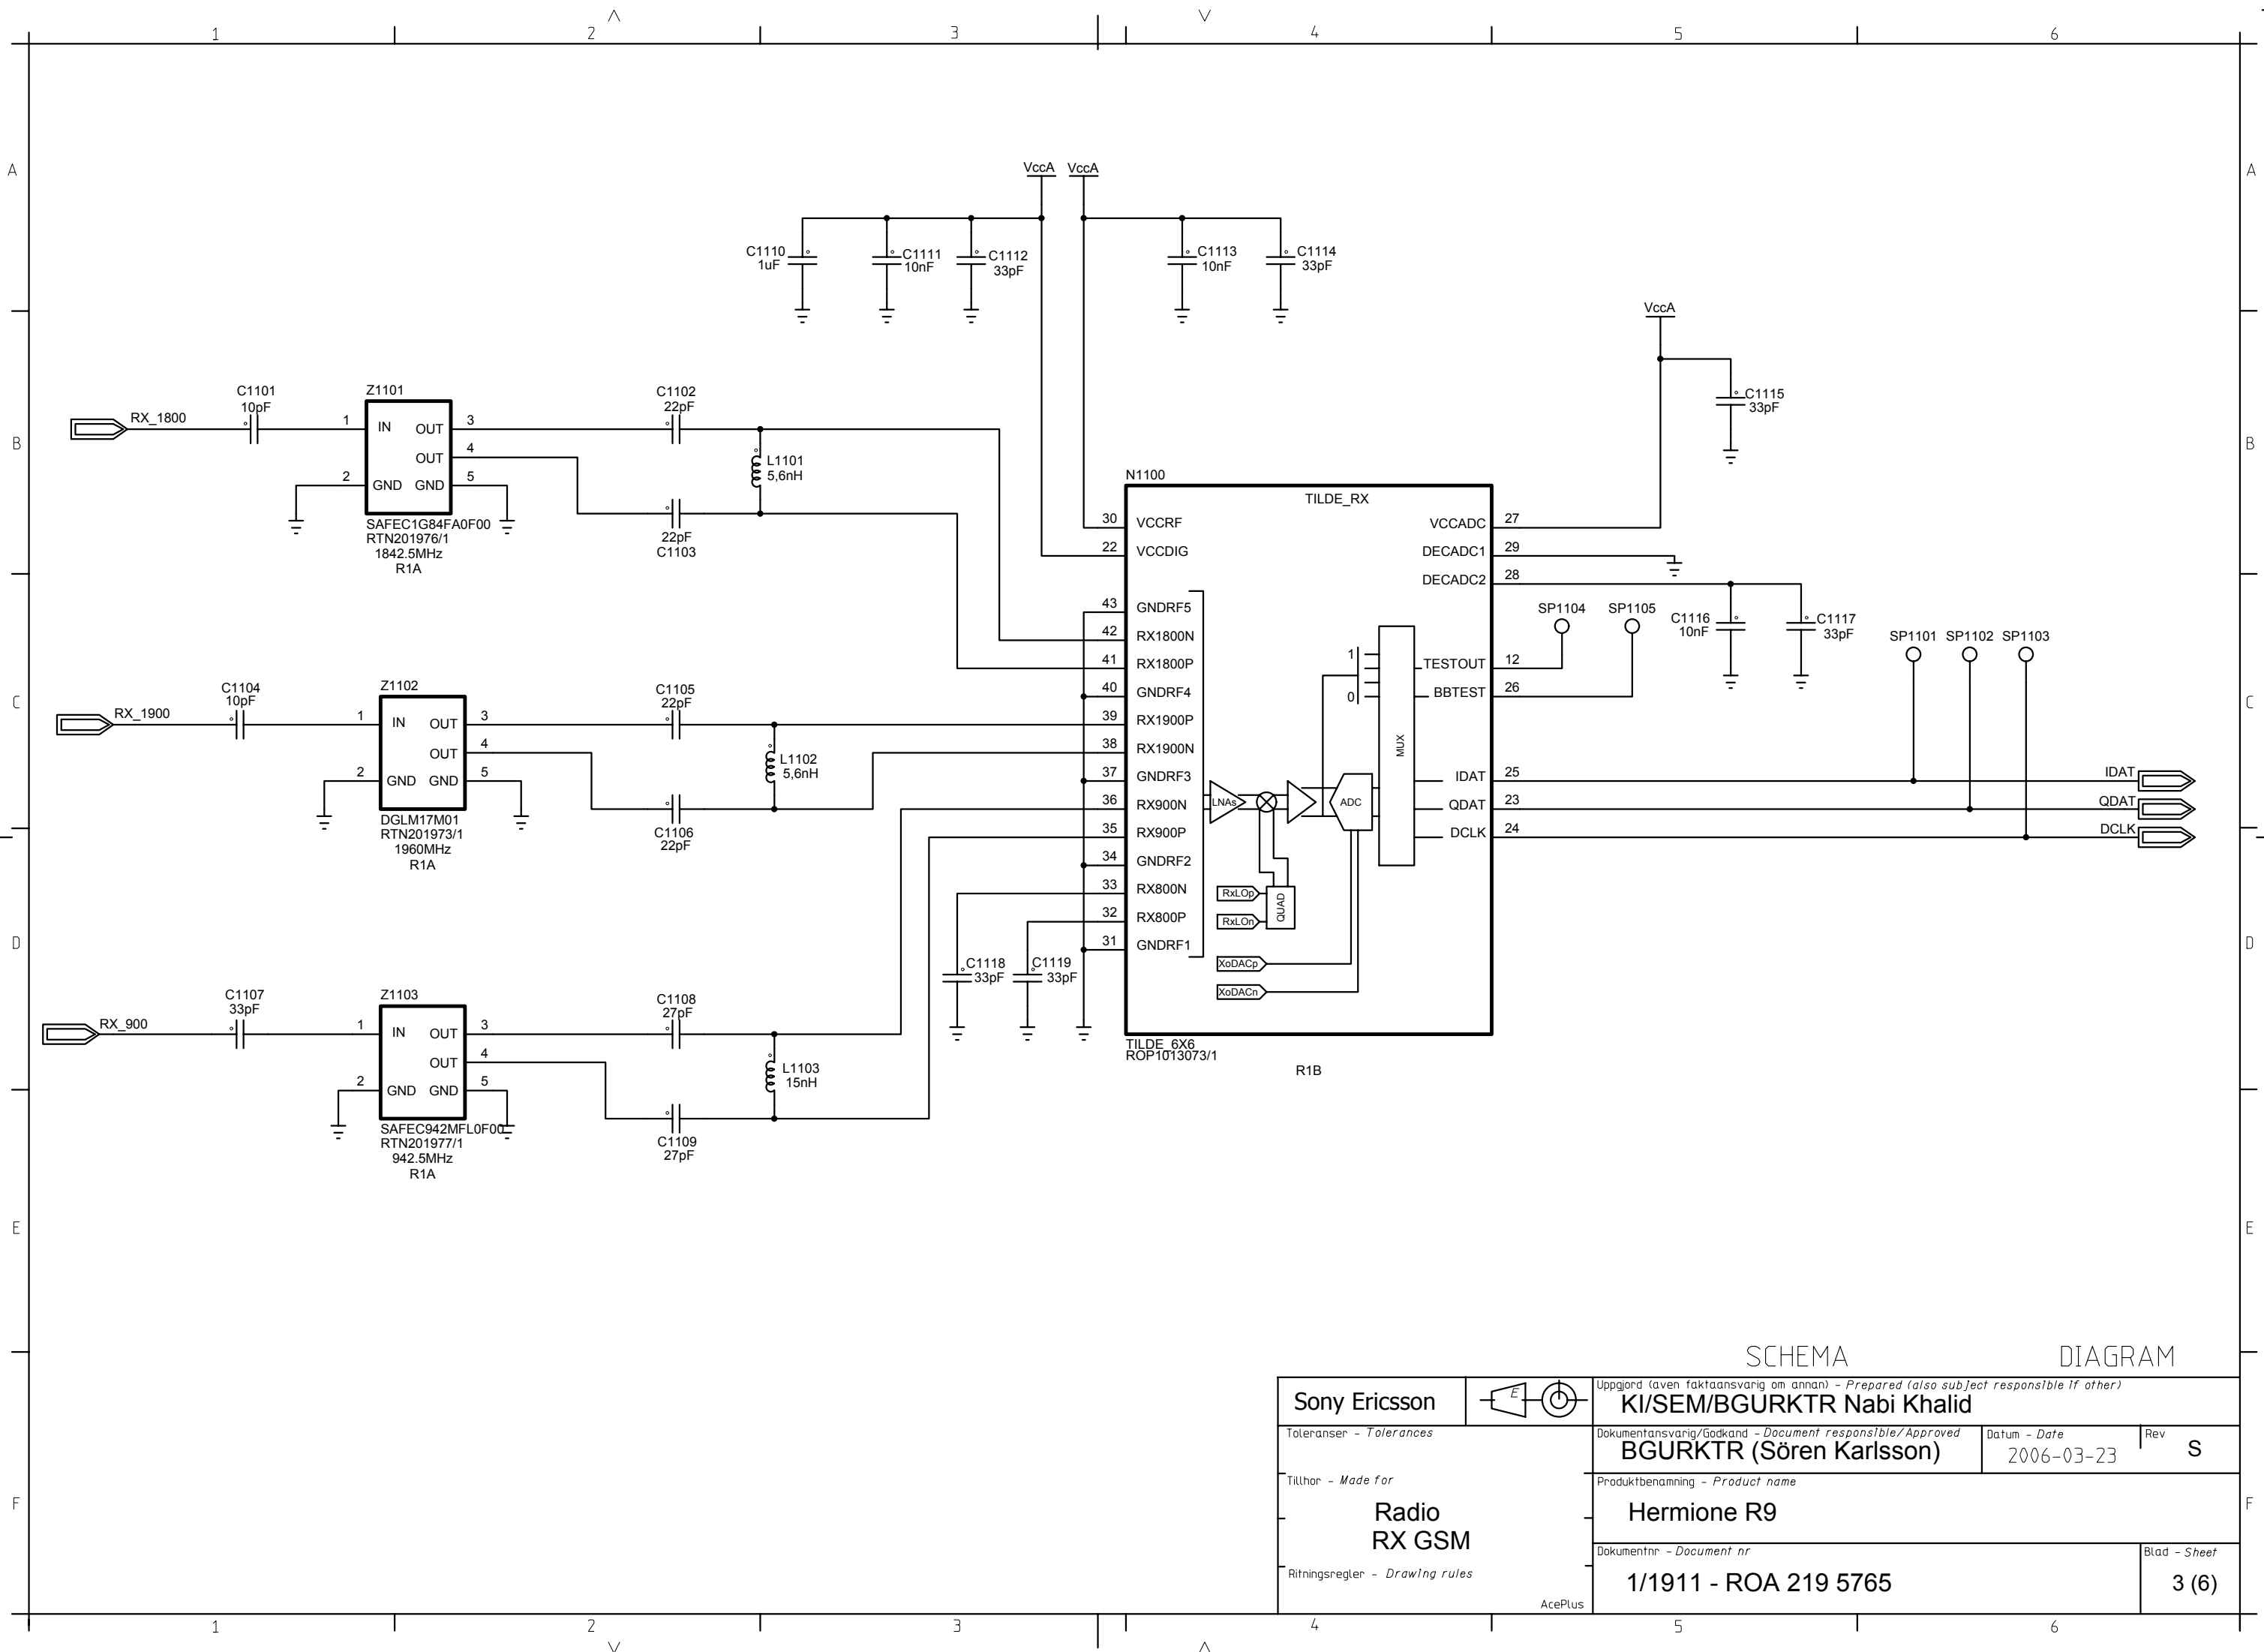 1 2 3 4 5 6
A A
VccA VccA
C1110 1uF
C1111 10nF
C1112 33pF
C1113 10nF
C1114 33pF
VccA
C1115 33pF
B B
RX_1800
C1101 10pF
Z1101
1 IN OUT 3
OUT 4
2 GND GND 5
SAFEC1G84FA0F00
RTN201976/1
1842.5MHz
R1A
C1102 22pF
L1101 5,6nH
22pF C1103
N1100
TILDE_RX
30 VCCRF
22 VCCDIG
43 GNDRF5
42 RX1800N
41 RX1800P
40 GNDRF4
39 RX1900P
38 RX1900N
37 GNDRF3
36 RX900N
35 RX900P
34 GNDRF2
33 RX800N
32 RX800P
31 GNDRF1
VCCADC 27
DECADC1 29
DECADC2 28
TESTOUT 12
BBTEST 26
IDAT 25
QDAT 23
DCLK 24
1
0
MUX
LNAs
ADC
QUAD
RxLOp
RxLOn
XoDACp
XoDACn
TILDE_6X6
ROP1013073/1
R1B
SP1104 SP1105
C1116 10nF
C1117 33pF
SP1101 SP1102 SP1103
IDAT
QDAT
DCLK
C C
RX_1900
C1104 10pF
Z1102
1 IN OUT 3
OUT 4
2 GND GND 5
DGLM17M01
RTN201973/1
1960MHz
R1A
C1105 22pF
L1102 5,6nH
C1106 22pF
D D
C1118 33pF
C1119 33pF
RX_900
C1107 33pF
Z1103
1 IN OUT 3
OUT 4
2 GND GND 5
SAFEC942MFL0F00
RTN201977/1
942.5MHz
R1A
C1108 27pF
L1103 15nH
C1109 27pF
E E
F F
SCHEMA DIAGRAM
Sony Ericsson
E
Uppgjord (aven faktaansvarig om annan) - Prepared (also subject responsible if other)
KI/SEM/BGURKTR Nabi Khalid
Toleranser - Tolerances
Dokumentansvarig/Godkand - Document responsible/Approved
BGURKTR (Sören Karlsson)
Datum - Date
2006-03-23
Rev
S
Tillhor - Made for
Radio
RX GSM
Produktbenamning - Product name
Hermione R9
Ritningsregler - Drawing rules
AcePlus
Dokumentnr - Document nr
1/1911 - ROA 219 5765
Blad - Sheet
3 (6)
1 2 3 4 5 6